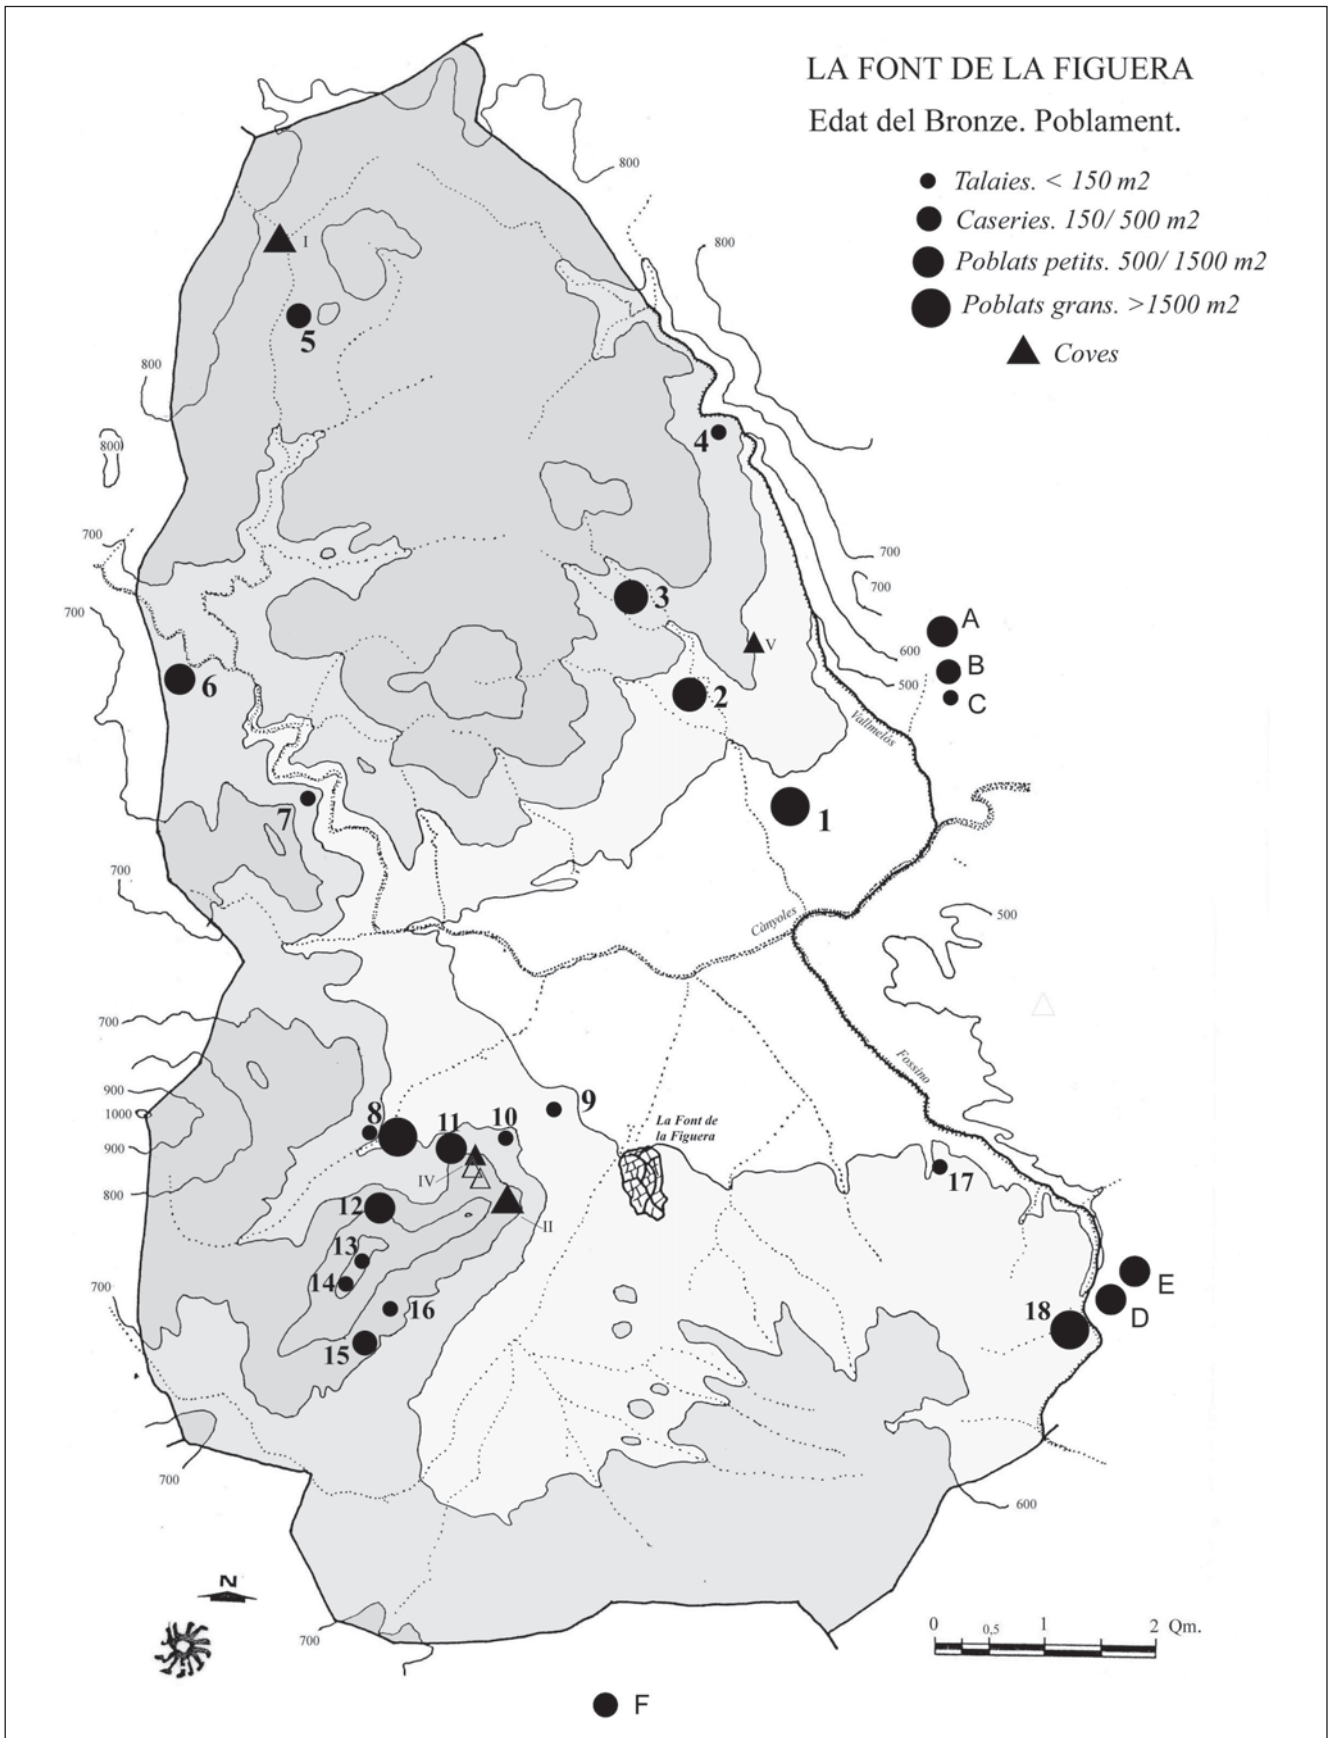 LA FONT DE LA FIGUERA
Edat del Bronze. Poblament.
Talaies. < 150 m2
Caseries. 150/ 500 m2
Poblats petits. 500/ 1500 m2
Poblats grans. >1500 m2
Coves
800
I
800
5
800
4
800
700
700
700
3
700
A
V
600
B
6
2
500
C
Vallmelós
7
1
700
Cànyoles
500
700
Fossino
900
1000
8
11
10
9
La Font de
la Figuera
900
IV
17
800
12
II
13
14
700
E
16
18
D
15
700
600
N
700
0
0,5
1
2 Qm.
F